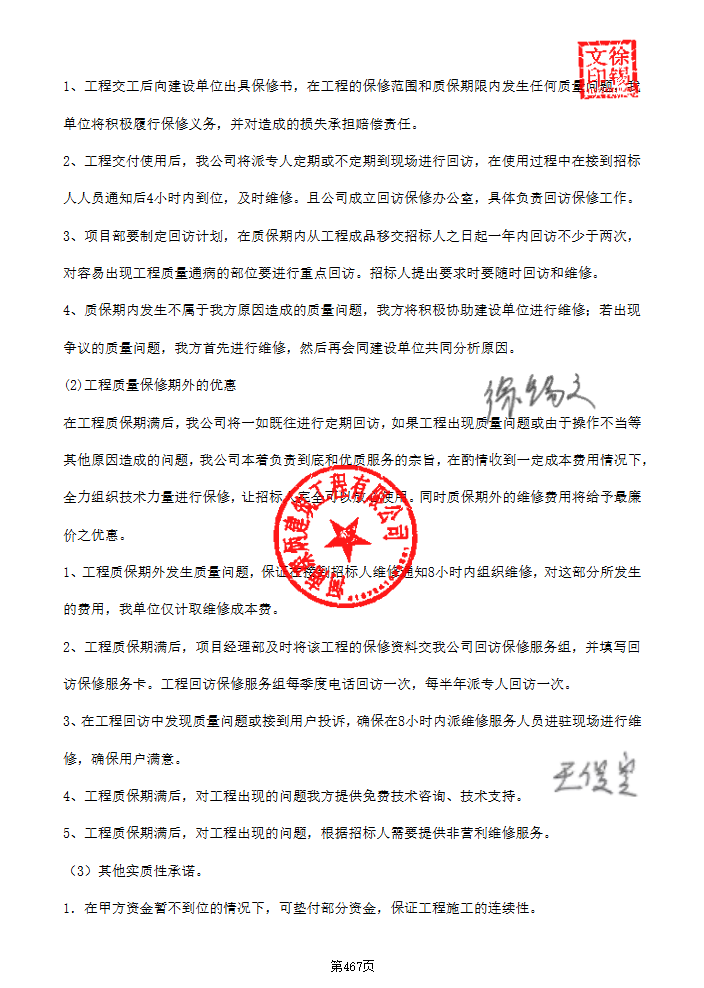 徐锡文印
1、工程交工后向建设单位出具保修书，在工程的保修范围和质保期限内发生任何质量问题，我
单位将积极履行保修义务，并对造成的损失承担赔偿责任。
2、工程交付使用后，我公司将派专人定期或不定期到现场进行回访，在使用过程中在接到招标
人人员通知后4小时内到位，及时维修。且公司成立回访保修办公室，具体负责回访保修工作。
3、项目部要制定回访计划，在质保期内从工程成品移交招标人之日起一年内回访不少于两次，
对容易出现工程质量通病的部位要进行重点回访。招标人提出要求时要随时回访和维修。
4、质保期内发生不属于我方原因造成的质量问题，我方将积极协助建设单位进行维修；若出现
争议的质量问题，我方首先进行维修，然后再会同建设单位共同分析原因。
(2)工程质量保修期外的优惠
徐锡文
在工程质保期满后，我公司将一如既往进行定期回访，如果工程出现质量问题或由于操作不当等
其他原因造成的问题，我公司本着负责到底和优质服务的宗旨，在酌情收到一定成本费用情况下，
全力组织技术力量进行保修，让招标人完全可以放心使用。同时质保期外的维修费用将给予最廉
价之优惠。
建筑工程有限公司
1、工程质保期外发生质量问题，保证在接到招标人维修通知8小时内组织维修，对这部分所发生
的费用，我单位仅计取维修成本费。
2、工程质保期满后，项目经理部及时将该工程的保修资料交我公司回访保修服务组，并填写回
访保修服务卡。工程回访保修服务组每季度电话回访一次，每半年派专人回访一次。
3、在工程回访中发现质量问题或接到用户投诉，确保在8小时内派维修服务人员进驻现场进行维
修，确保用户满意。
4、工程质保期满后，对工程出现的问题我方提供免费技术咨询、技术支持。
5、工程质保期满后，对工程出现的问题，根据招标人需要提供非营利维修服务。
（3）其他实质性承诺。
1．在甲方资金暂不到位的情况下，可垫付部分资金，保证工程施工的连续性。
第467页